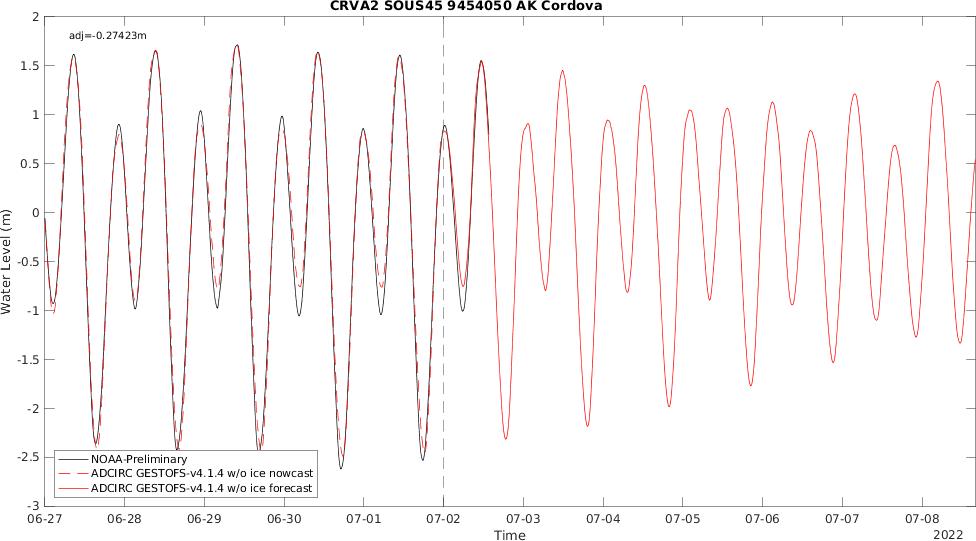 CRVA2 SOUS45 9454050 AK Cordova
adj=-0.27423m
2
1.5
1
0.5
0
-0.5
-1
-1.5
-2
-2.5
-3
Water Level (m)
NOAA-Preliminary
ADCIRC GESTOFS-v4.1.4 w/o ice nowcast
ADCIRC GESTOFS-v4.1.4 w/o ice forecast
06-27 06-28 06-29 06-30 07-01 07-02 07-03 07-04 07-05 07-06 07-07 07-08
Time
2022